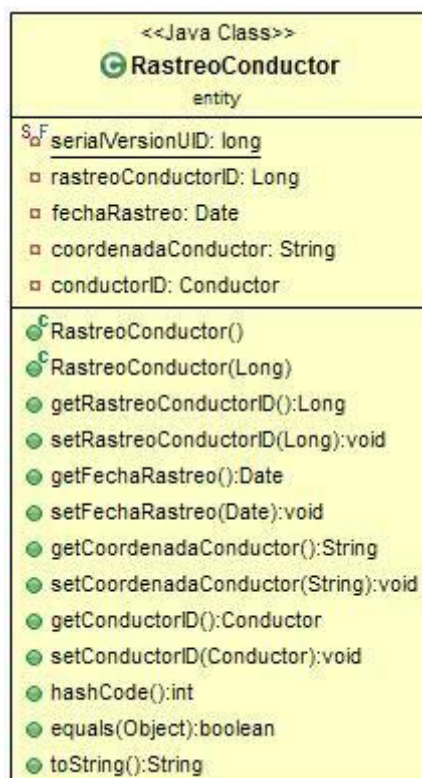 <<Java Class>>
RastreoConductor
entity
serialVersionUID: long
rastreoConductorID: Long
fechaRastreo: Date
coordenadaConductor: String
conductorID: Conductor
RastreoConductor()
RastreoConductor(Long)
getRastreoConductorID():Long
setRastreoConductorID(Long):void
getFechaRastreo():Date
setFechaRastreo(Date):void
getCoordenadaConductor():String
setCoordenadaConductor(String):void
getConductorID():Conductor
setConductorID(Conductor):void
hashCode():int
equals(Object):boolean
toString():String